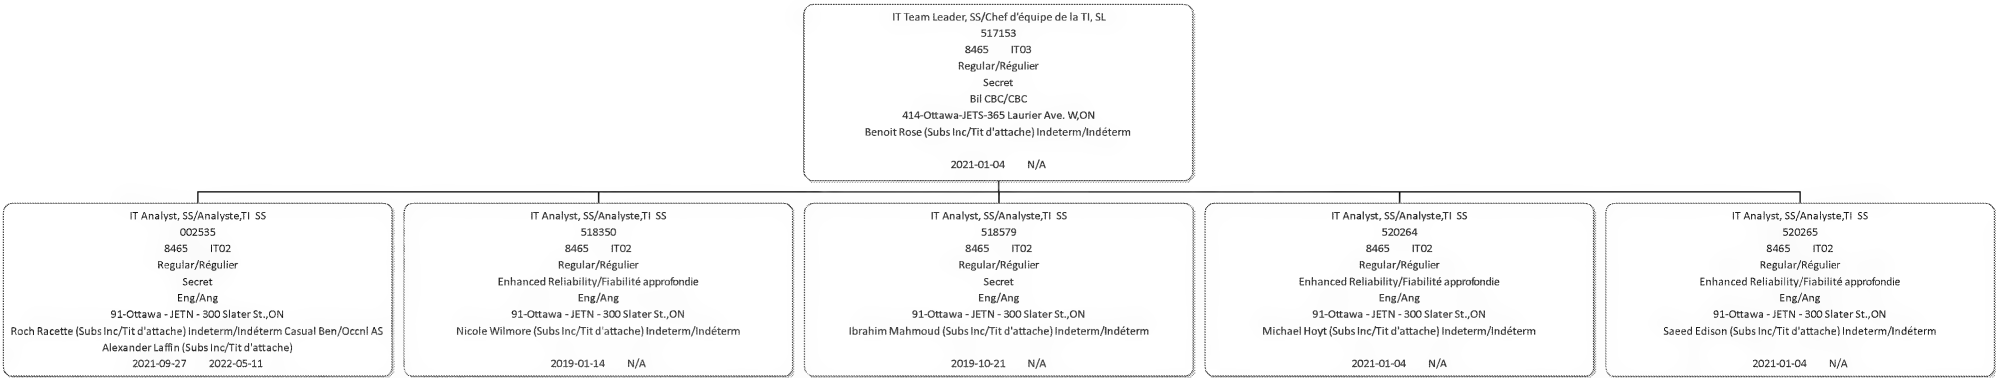 IT Team Leader, SS/Chef d'équipe de la TI, SL
517153
8465 IT03
Regular/Régulier
Secret
Bil CBC/CBC
414-Ottawa-JETS-365 Laurier Ave. W,ON
Benoit Rose (Subs Inc/Tit d'attache) Indeterm/Indéterm
2021-01-04 N/A
IT Analyst, SS/Analyste,TI SS
002535
8465 IT02
Regular/Régulier
Secret
Eng/Ang
91-Ottawa - JETN - 300 Slater St.,ON
Roch Racette (Subs Inc/Tit d'attache) Indeterm/Indéterm Casual Ben/Occnl AS
Alexander Laffin (Subs Inc/Tit d'attache)
2021-09-27 2022-05-11
IT Analyst, SS/Analyste,TI SS
518350
8465 IT02
Regular/Régulier
Enhanced Reliability/Fiabilité approfondie
Eng/Ang
91-Ottawa - JETN - 300 Slater St.,ON
Nicole Wilmore (Subs Inc/Tit d'attache) Indeterm/Indéterm
2019-01-14 N/A
IT Analyst, SS/Analyste,TI SS
518579
8465 IT02
Regular/Régulier
Secret
Eng/Ang
91-Ottawa - JETN - 300 Slater St.,ON
Ibrahim Mahmoud (Subs Inc/Tit d'attache) Indeterm/Indéterm
2019-10-21 N/A
IT Analyst, SS/Analyste,TI SS
520264
8465 IT02
Regular/Régulier
Enhanced Reliability/Fiabilité approfondie
Eng/Ang
91-Ottawa - JETN - 300 Slater St.,ON
Michael Hoyt (Subs Inc/Tit d'attache) Indeterm/Indéterm
2021-01-04 N/A
IT Analyst, SS/Analyste,TI SS
520265
8465 IT02
Regular/Régulier
Enhanced Reliability/Fiabilité approfondie
Eng/Ang
91-Ottawa - JETN - 300 Slater St.,ON
Saeed Edison (Subs Inc/Tit d'attache) Indeterm/Indéterm
2021-01-04 N/A